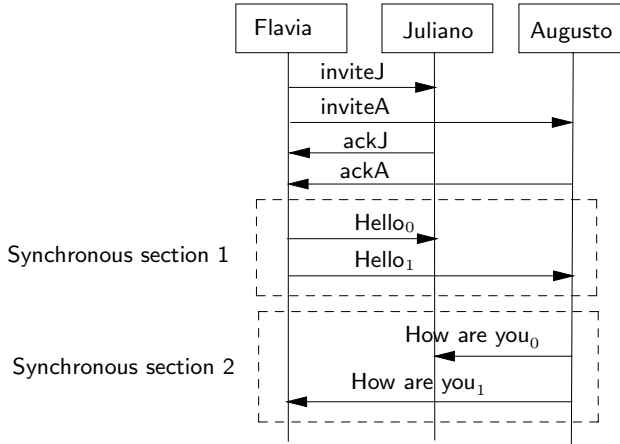 Flavia Juliano Augusto
inviteJ
inviteA
ackJ
ackA
Hello₀
Synchronous section 1
Hello₁
How are you₀
Synchronous section 2
How are you₁